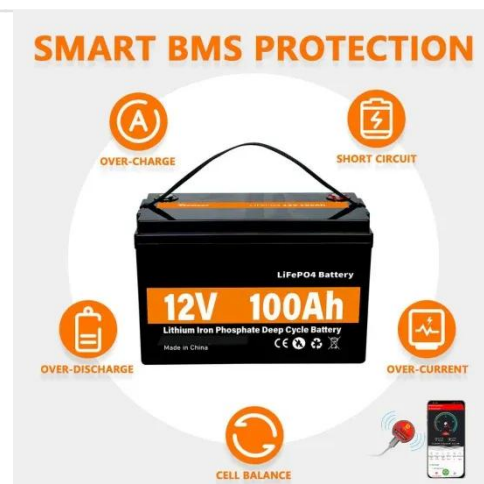 SMART BMS PROTECTION
OVER-CHARGE
SHORT CIRCUIT
LiFePO4 Battery
12V 100Ah
Lithium Iron Phosphate Deep Cycle Battery
Made in China
CE
OVER-DISCHARGE
OVER-CURRENT
CELL BALANCE